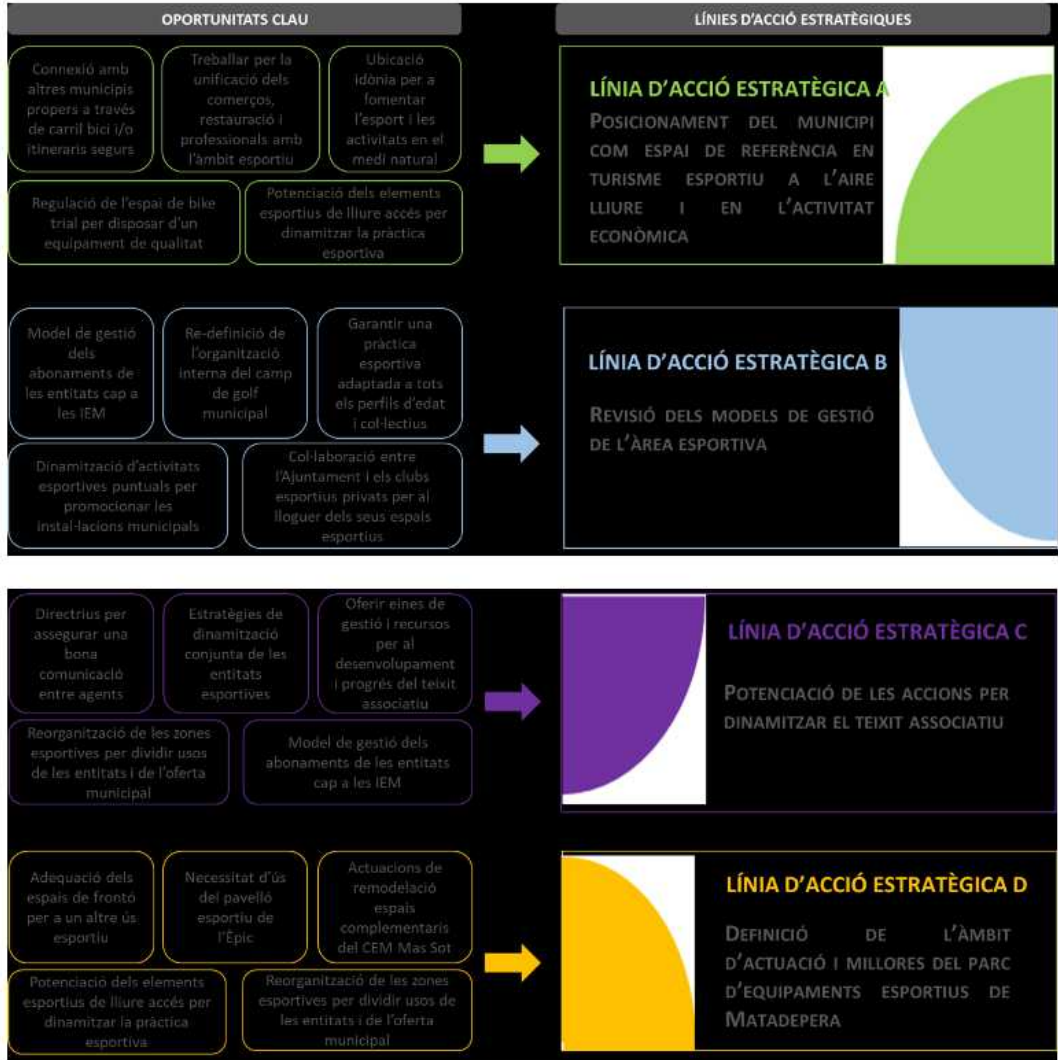 OPORTUNITATS CLAU
LÍNIES D'ACCIÓ ESTRATÈGIQUES
Connexió amb
altres municipis
propers a través
de carril bici i/o
itineraris segurs
Treballar per la
unificació dels
comerços,
restauració i
professionals amb
l'àmbit esportiu
Ubicació
idònia per a
fomentar
l'esport i les
activitats en el
medi natural
Regulació de l'espai de bike
trial per disposar d'un
equipament de qualitat
Potenciació dels elements
esportius de lliure accés per
dinamitzar la pràctica
esportiva
LÍNIA D'ACCIÓ ESTRATÈGICA A
POSICIONAMENT DEL MUNICIPI
COM ESPAI DE REFERÈNCIA EN
TURISME ESPORTIU A L'AIRE
LLIURE I EN L'ACTIVITAT
ECONÒMICA
Model de gestió
dels
abonaments de
les entitats cap a
les IEM
Re-definició de
l'organització
interna del camp
de golf
municipal
Garantir una
pràctica
esportiva
adaptada a tots
els perfils d'edat
i col·lectius
Dinamització d'activitats
esportives puntuals per
promocionar les
instal·lacions municipals
Col·laboració entre
l'Ajuntament i els clubs
esportius privats per al
lloguer dels seus espais
esportius
LÍNIA D'ACCIÓ ESTRATÈGICA B
REVISIÓ DELS MODELS DE GESTIÓ
DE L'ÀREA ESPORTIVA
Directrius per
assegurar una
bona
comunicació
entre agents
Estratègies de
dinamització
conjunta de les
entitats
esportives
Oferir eines de
gestió i recursos
per al
desenvolupament
i progrés del teixit
associatiu
Reorganització de les zones
esportives per dividir usos
de les entitats i de l'oferta
municipal
Model de gestió dels
abonaments de les entitats
cap a les IEM
LÍNIA D'ACCIÓ ESTRATÈGICA C
POTENCIACIÓ DE LES ACCIONS PER
DINAMITZAR EL TEIXIT ASSOCIATIU
Adequació dels
espais de frontó
per a un altre ús
esportiu
Necessitat d'ús
del pavelló
esportiu de
l'Èpic
Actuacions de
remodelació
espais
complementaris
del CEM Mas Sot
Potenciació dels elements
esportius de lliure accés per
dinamitzar la pràctica
esportiva
Reorganització de les zones
esportives per dividir usos de
les entitats i de l'oferta
municipal
LÍNIA D'ACCIÓ ESTRATÈGICA D
DEFINICIÓ DE L'ÀMBIT
D'ACTUACIÓ I MILLORES DEL PARC
D'EQUIPAMENTS ESPORTIUS DE
MATADEPERA